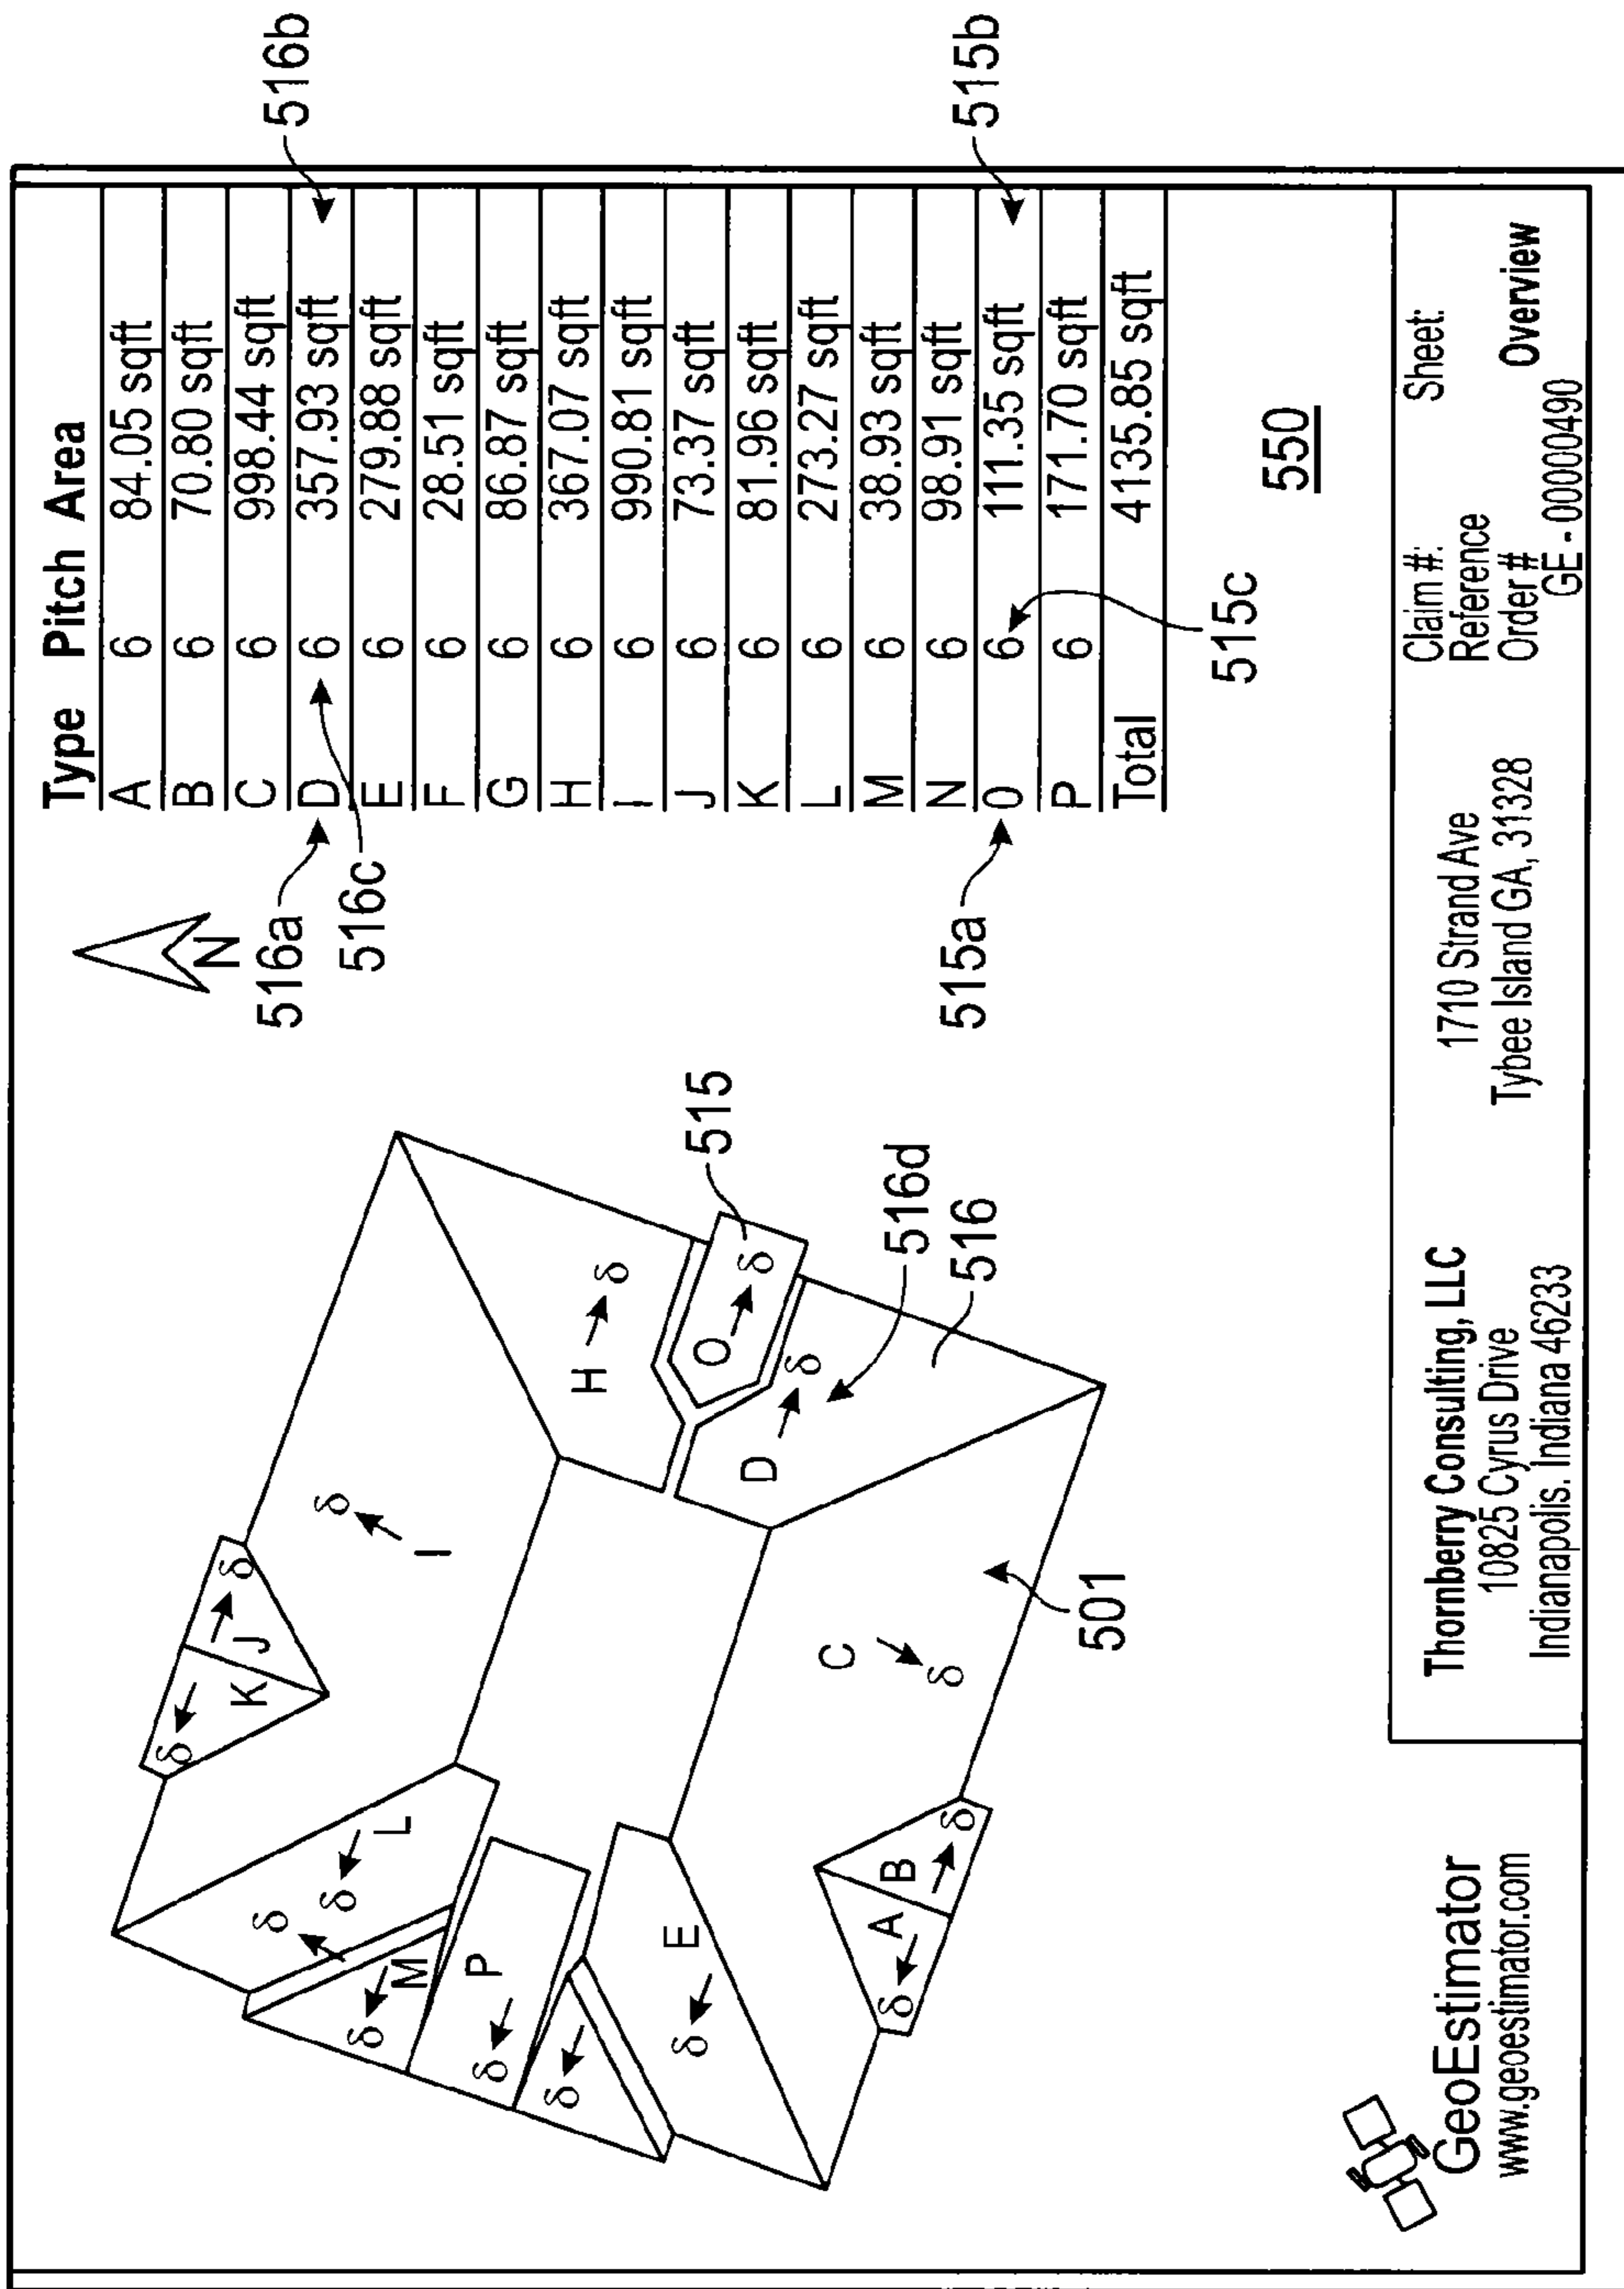 Type Pitch Area
A 6 84.05 sqft
B 6 70.80 sqft
C 6 998.44 sqft
D 6 357.93 sqft
E 6 279.88 sqft
F 6 28.51 sqft
G 6 86.87 sqft
H 6 367.07 sqft
I 6 990.81 sqft
J 6 73.37 sqft
K 6 81.96 sqft
L 6 273.27 sqft
M 6 38.93 sqft
N 6 98.91 sqft
0 6 111.35 sqft
P 6 171.70 sqft
Total 4135.85 sqft
516b
515b
516a
516c
515a
515c
550
N
δ K J δ
δ I
δ L
δ
δ M
H δ
515
O δ
δ P
δ
D δ
516d
516
δ E
C δ
501
δ A B δ
GeoEstimator
www.geoestimator.com
Thornberry Consulting, LLC
10825 Cyrus Drive
Indianapolis. Indiana 46233
1710 Strand Ave
Tybee Island GA, 31328
Claim #:
Reference
Order #
GE - 00000490
Sheet:
Overview